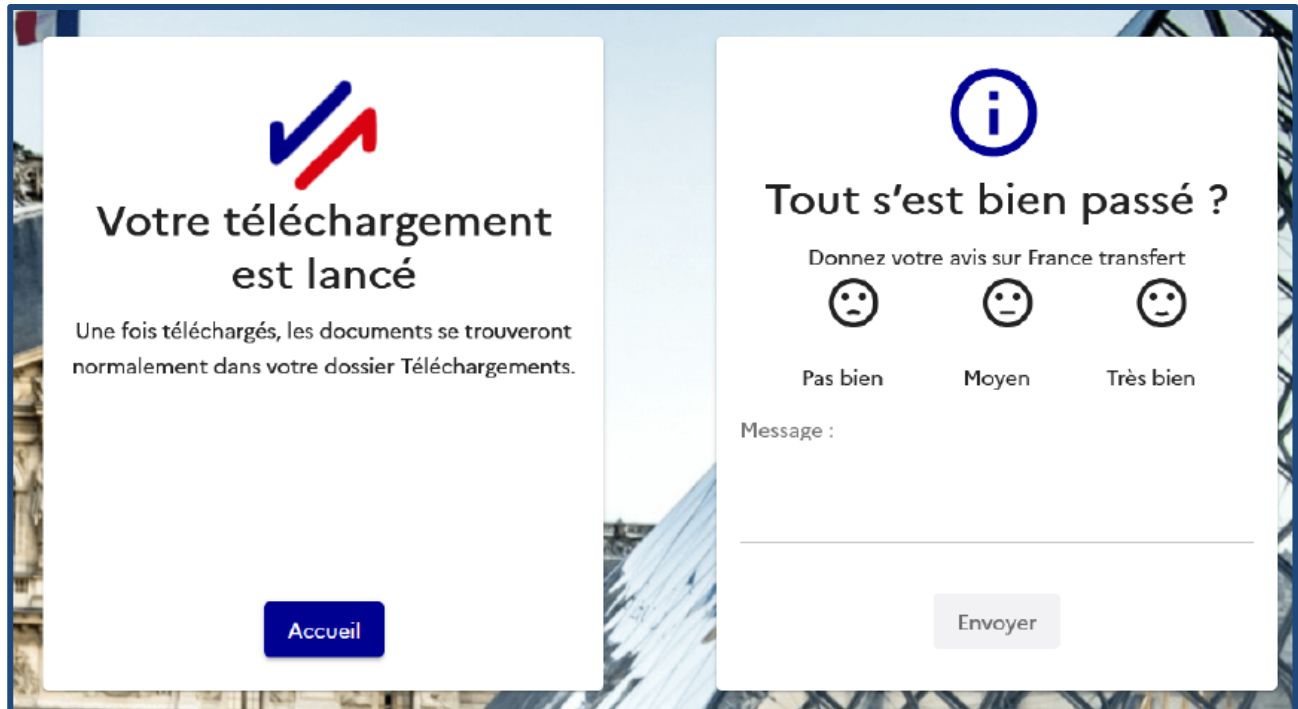 Votre téléchargement
est lancé
Une fois téléchargés, les documents se trouveront
normalement dans votre dossier Téléchargements.
Accueil
Tout s’est bien passé ?
Donnez votre avis sur France transfert
Pas bien Moyen Très bien
Message :
Envoyer